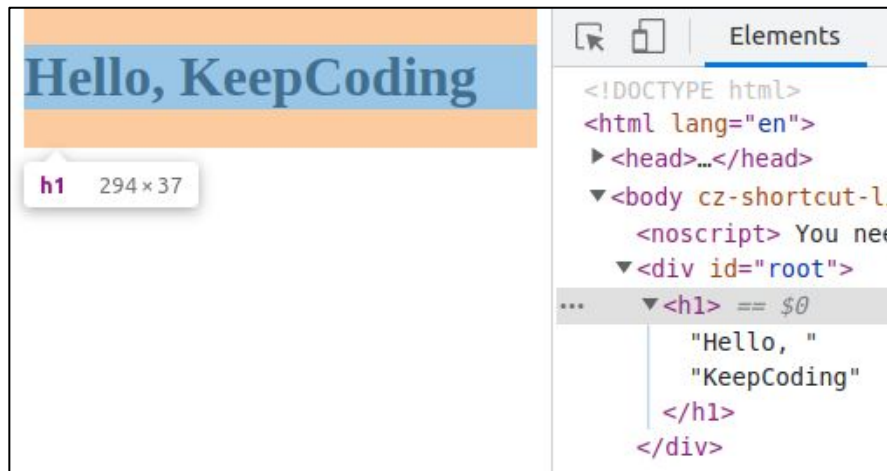 Hello, KeepCoding
h1 294 × 37
Elements
<!DOCTYPE html>
<html lang="en">
<head>…</head>
<body cz-shortcut-l
<noscript> You nee
<div id="root">
<h1> == $0
"Hello, "
"KeepCoding"
</h1>
</div>